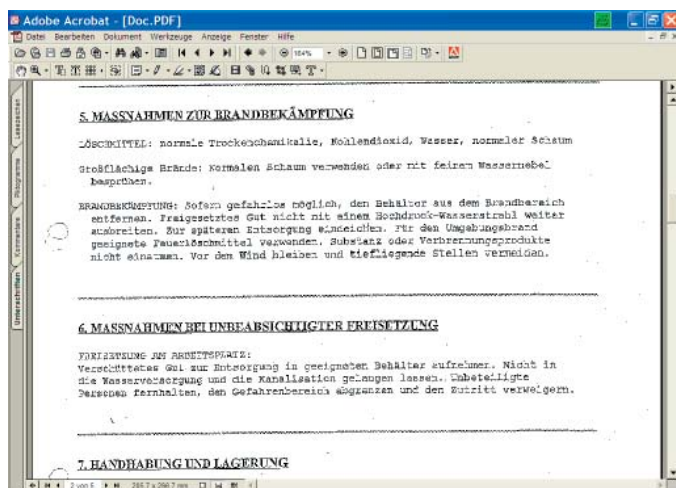 Adobe Acrobat - [Doc.PDF]
Datei Bearbeiten Dokument Werkzeuge Anzeige Fenster Hilfe
184%
Lesezeichen
Piktogramme
Kommentare
Unterschriften
5. MASSNAHMEN ZUR BRANDBEKÄMPFUNG
LÖSCHMITTEL: normale Trockenchemikalie, Kohlendioxid, Wasser, normaler Schaum
Großflächige Brände: Normalen Schaum verwenden oder mit feinem Wassernebel
besprühen.
BRANDBEKÄMPFUNG: Sofern gefahrlos möglich, den Behälter aus dem Brandbereich
entfernen. Freigesetztes Gut nicht mit einem Hochdruck-Wasserstrahl weiter
ausbreiten. Zur späteren Entsorgung eindeichen. Für den Umgebungsbrand
geeignete Feuerlöschmittel verwenden. Substanz oder Verbrennungsprodukte
nicht einatmen. Vor dem Wind bleiben und tiefliegende Stellen vermeiden.
6. MASSNAHMEN BEI UNBEABSICHTIGTER FREISETZUNG
FREISETZUNG AM ARBEITSPLATZ:
Verschüttetes Gut zur Entsorgung in geeigneten Behälter aufnehmen. Nicht in
die Wasserversorgung und die Kanalisation gelangen lassen. Unbeteiligte
Personen fernhalten, den Gefahrenbereich abgrenzen und den Zutritt verweigern.
7. HANDHABUNG UND LAGERUNG
2 von 6